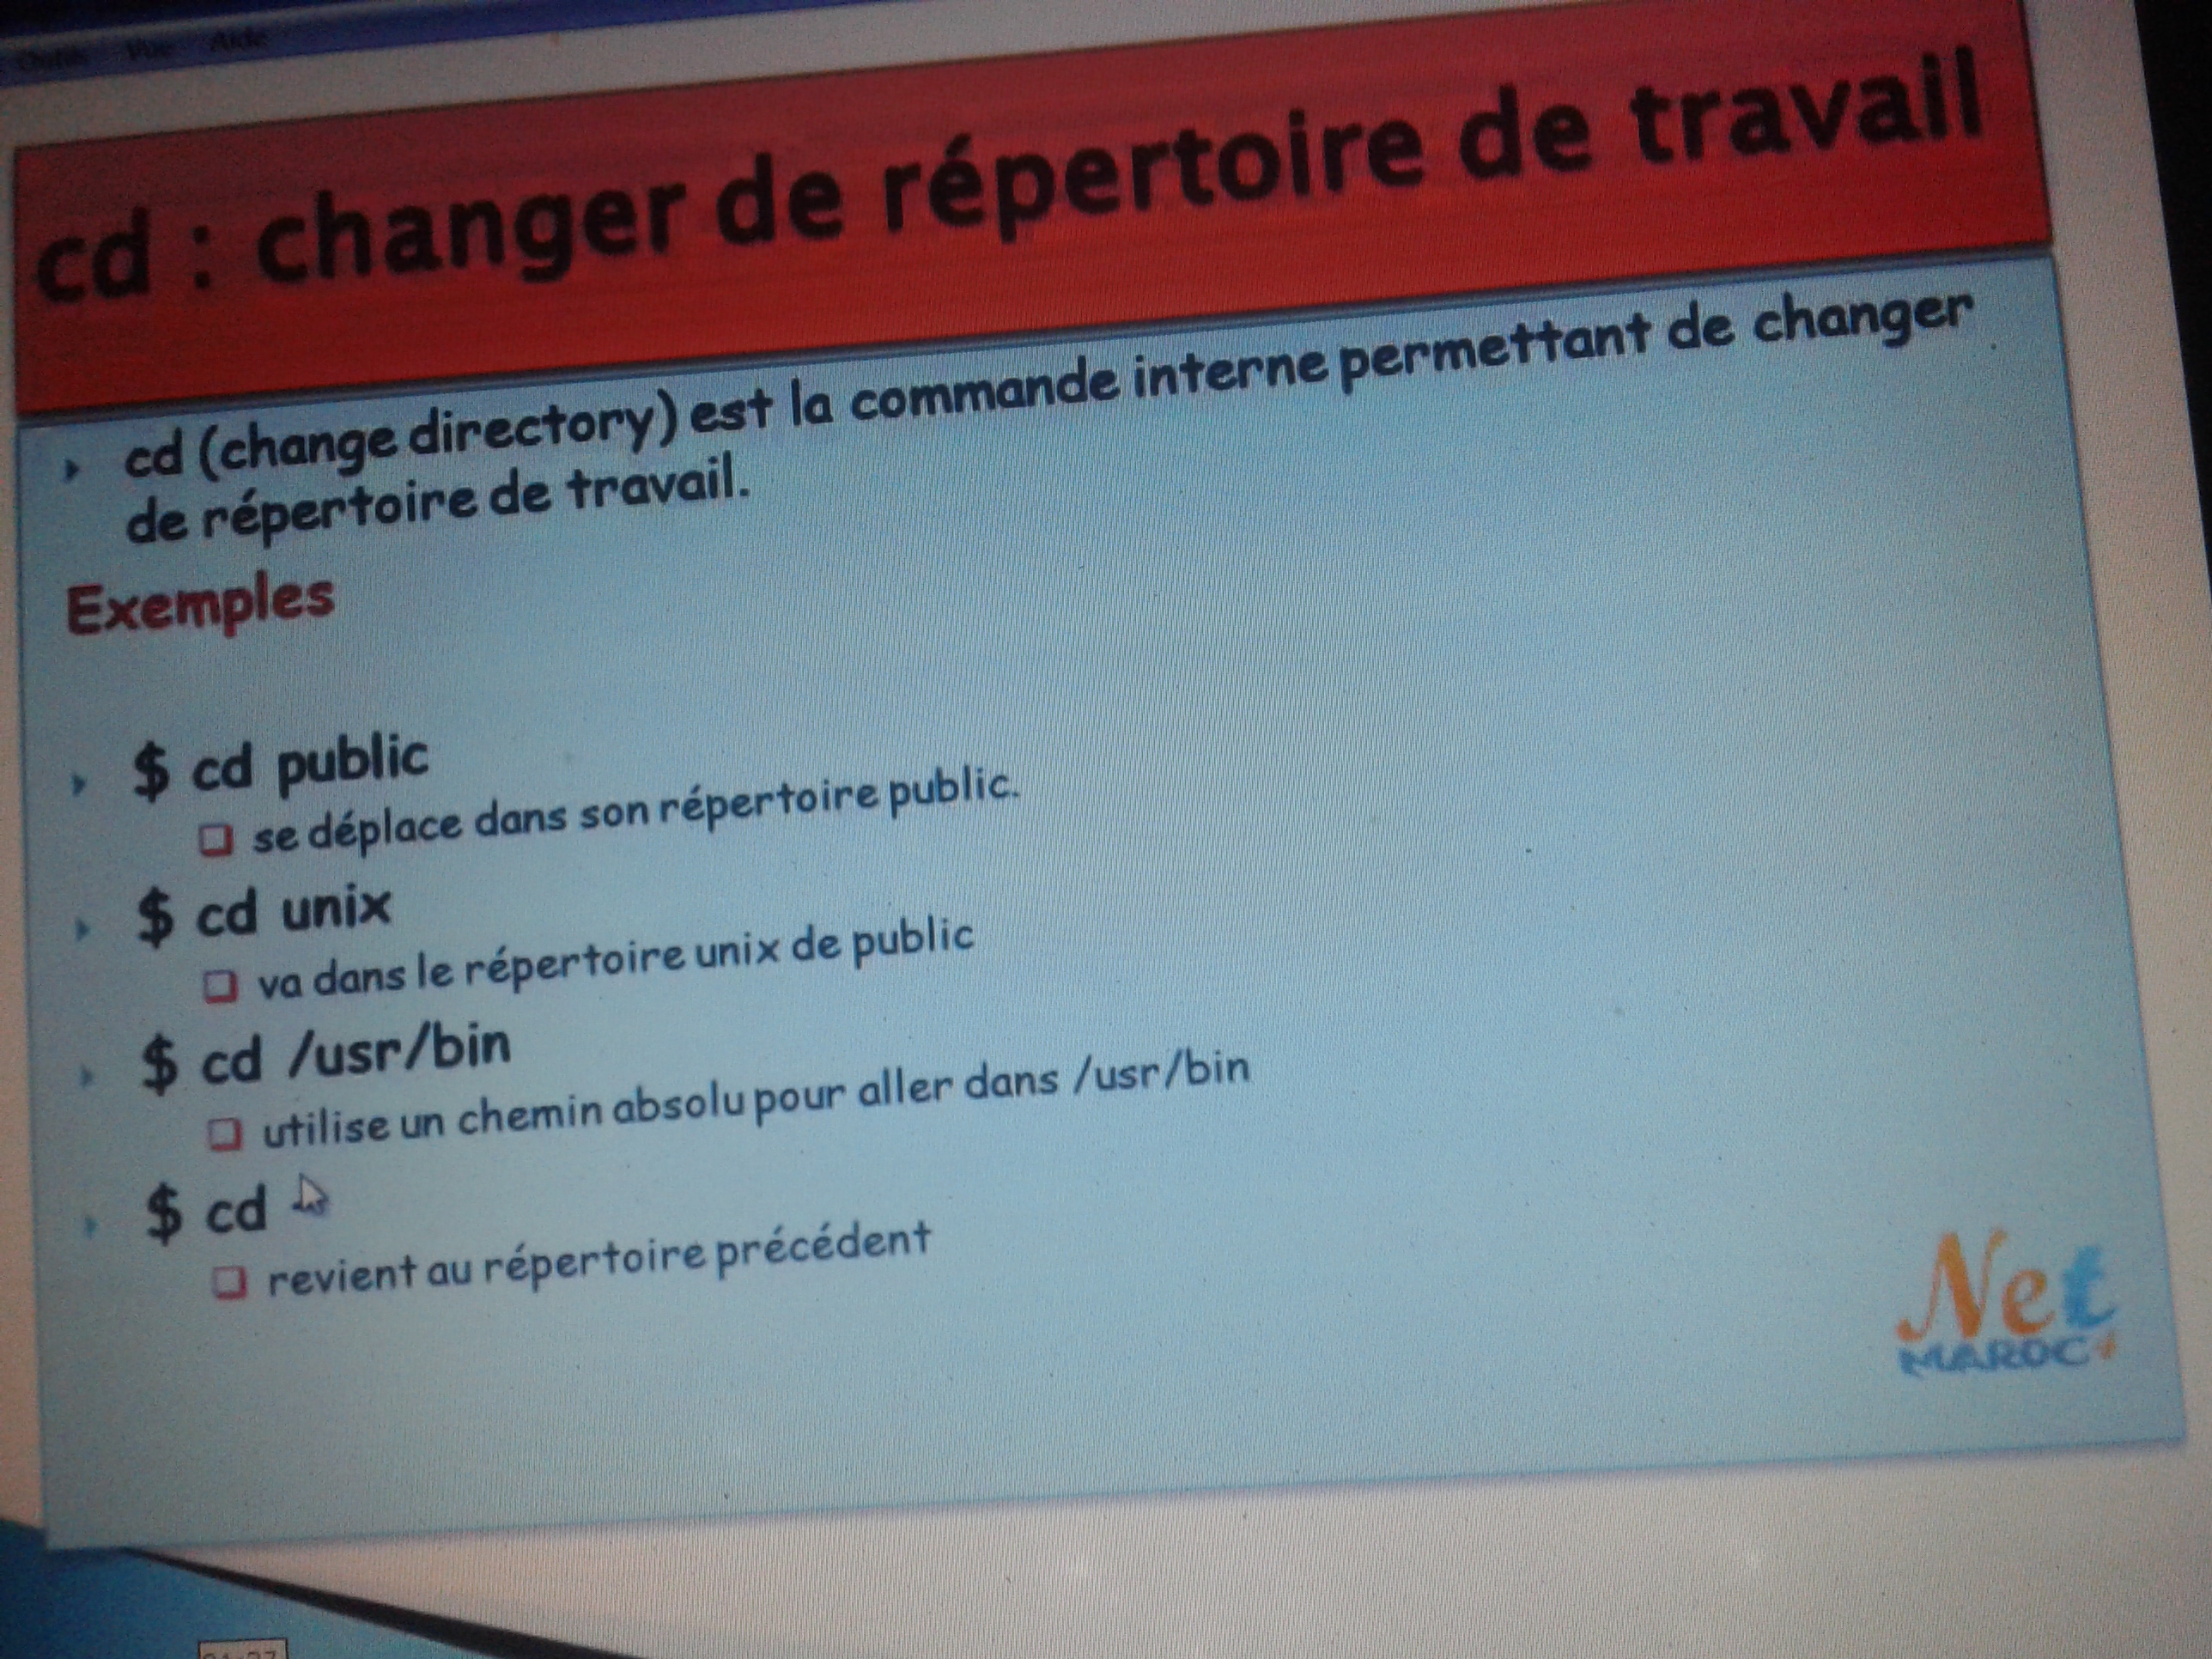 Outils Vue Aide
cd : changer de répertoire de travail
cd (change directory) est la commande interne permettant de changer
de répertoire de travail.
Exemples
$ cd public
se déplace dans son répertoire public.
$ cd unix
va dans le répertoire unix de public
$ cd /usr/bin
utilise un chemin absolu pour aller dans /usr/bin
$ cd -
revient au répertoire précédent
Net
MAROC